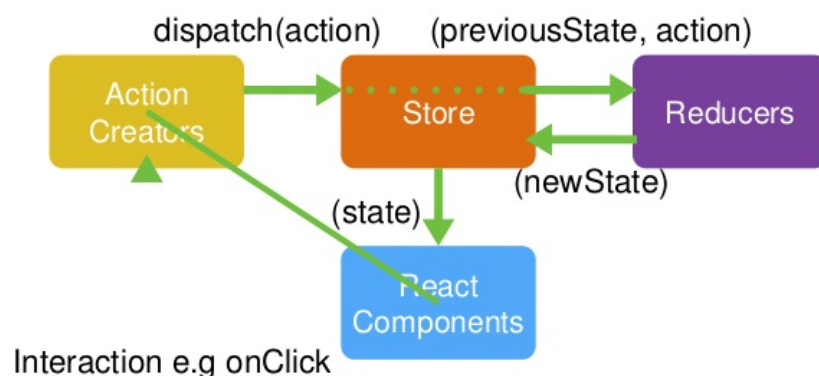 dispatch(action)
(previousState, action)
Action
Creators
Store
Reducers
(newState)
(state)
React
Components
Interaction e.g onClick